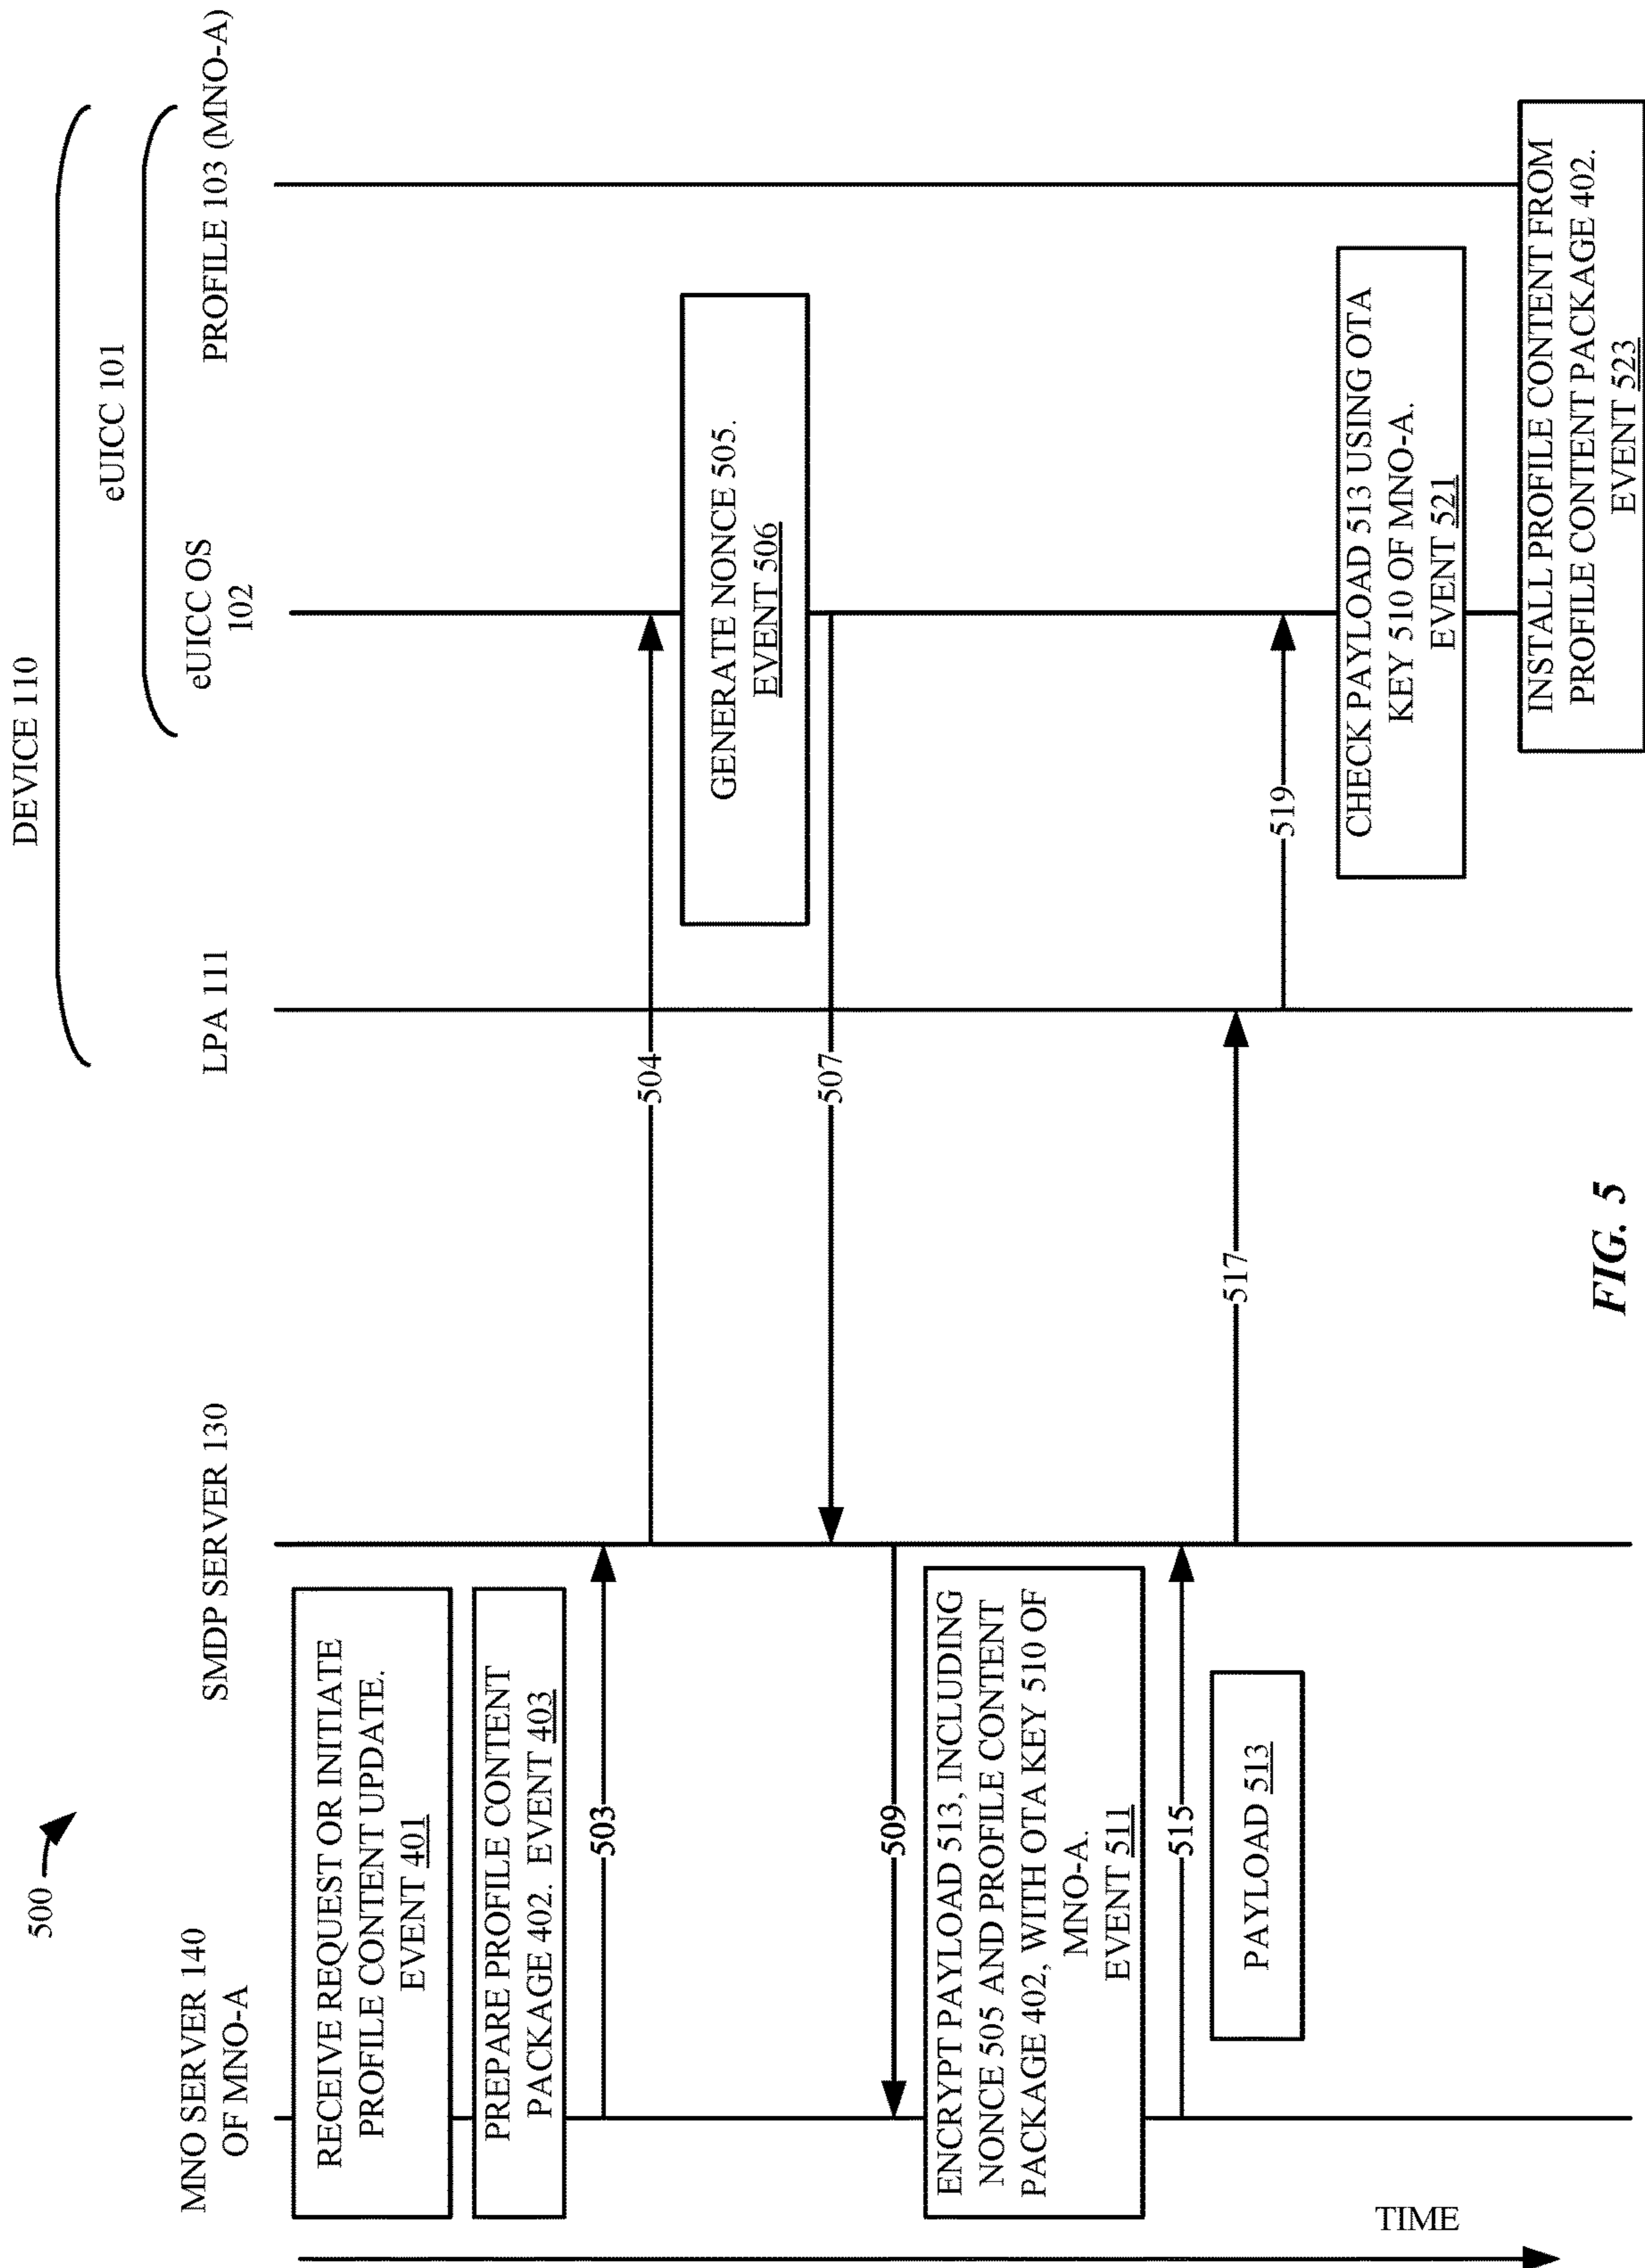 500
DEVICE 110
eUICC 101
MNO SERVER 140
OF MNO-A
SMDP SERVER 130
LPA 111
eUICC OS
102
PROFILE 103 (MNO-A)
RECEIVE REQUEST OR INITIATE
PROFILE CONTENT UPDATE.
EVENT 401
PREPARE PROFILE CONTENT
PACKAGE 402. EVENT 403
503
504
GENERATE NONCE 505.
EVENT 506
507
509
ENCRYPT PAYLOAD 513, INCLUDING
NONCE 505 AND PROFILE CONTENT
PACKAGE 402, WITH OTA KEY 510 OF
MNO-A.
EVENT 511
515
PAYLOAD 513
517
519
CHECK PAYLOAD 513 USING OTA
KEY 510 OF MNO-A.
EVENT 521
INSTALL PROFILE CONTENT FROM
PROFILE CONTENT PACKAGE 402.
EVENT 523
TIME
FIG. 5